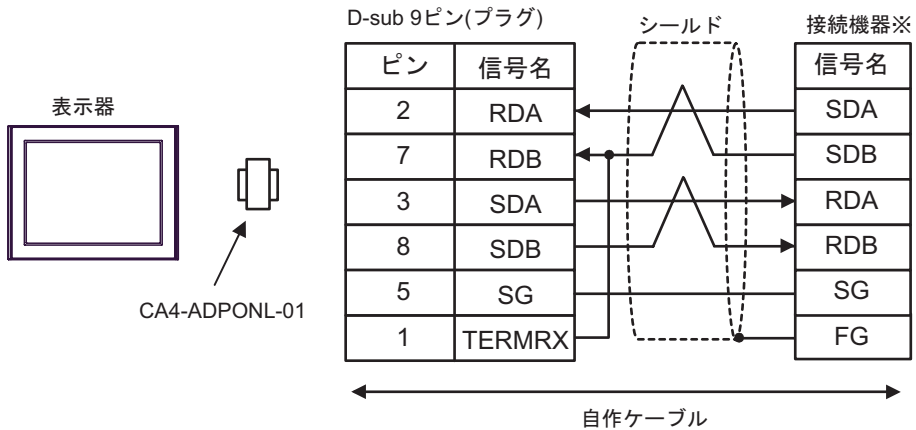 D-sub 9ピン(プラグ)
シールド
接続機器※
ピン 信号名 信号名
2 RDA SDA
7 RDB SDB
3 SDA RDA
8 SDB RDB
5 SG SG
1 TERMRX FG
表示器
CA4-ADPONL-01
自作ケーブル